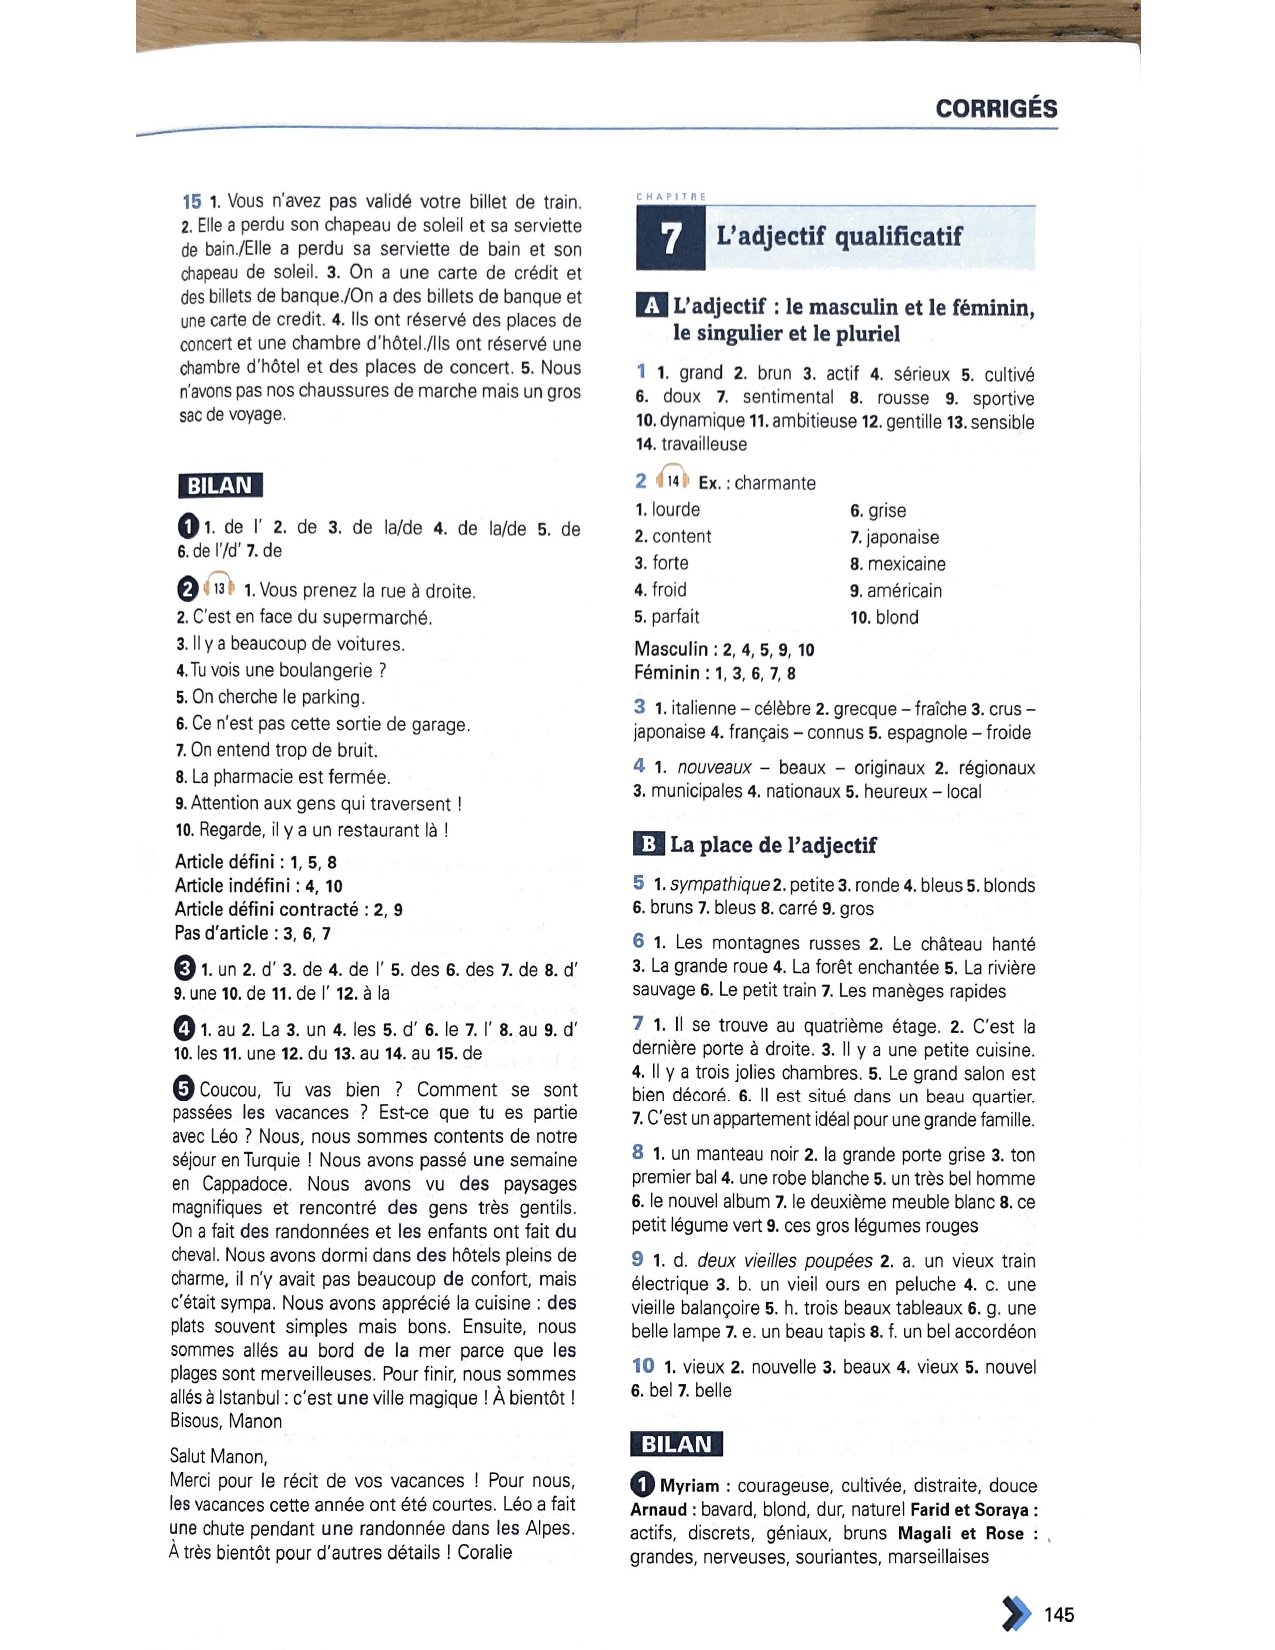 CORRIGÉS
15 1. Vous n'avez pas validé votre billet de train.
2. Elle a perdu son chapeau de soleil et sa serviette
de bain./Elle a perdu sa serviette de bain et son
chapeau de soleil. 3. On a une carte de crédit et
des billets de banque./On a des billets de banque et
une carte de credit. 4. Ils ont réservé des places de
concert et une chambre d'hôtel./Ils ont réservé une
chambre d'hôtel et des places de concert. 5. Nous
n'avons pas nos chaussures de marche mais un gros
sac de voyage.
BILAN
1 1. de l' 2. de 3. de la/de 4. de la/de 5. de
6. de l'/d' 7. de
2 13 1. Vous prenez la rue à droite.
2. C'est en face du supermarché.
3. Il y a beaucoup de voitures.
4. Tu vois une boulangerie ?
5. On cherche le parking.
6. Ce n'est pas cette sortie de garage.
7. On entend trop de bruit.
8. La pharmacie est fermée.
9. Attention aux gens qui traversent !
10. Regarde, il y a un restaurant là !
Article défini : 1, 5, 8
Article indéfini : 4, 10
Article défini contracté : 2, 9
Pas d'article : 3, 6, 7
3 1. un 2. d' 3. de 4. de l' 5. des 6. des 7. de 8. d'
9. une 10. de 11. de l' 12. à la
4 1. au 2. La 3. un 4. les 5. d' 6. le 7. l' 8. au 9. d'
10. les 11. une 12. du 13. au 14. au 15. de
5 Coucou, Tu vas bien ? Comment se sont
passées les vacances ? Est-ce que tu es partie
avec Léo ? Nous, nous sommes contents de notre
séjour en Turquie ! Nous avons passé une semaine
en Cappadoce. Nous avons vu des paysages
magnifiques et rencontré des gens très gentils.
On a fait des randonnées et les enfants ont fait du
cheval. Nous avons dormi dans des hôtels pleins de
charme, il n'y avait pas beaucoup de confort, mais
c'était sympa. Nous avons apprécié la cuisine : des
plats souvent simples mais bons. Ensuite, nous
sommes allés au bord de la mer parce que les
plages sont merveilleuses. Pour finir, nous sommes
allés à Istanbul : c'est une ville magique ! À bientôt !
Bisous, Manon
Salut Manon,
Merci pour le récit de vos vacances ! Pour nous,
les vacances cette année ont été courtes. Léo a fait
une chute pendant une randonnée dans les Alpes.
À très bientôt pour d'autres détails ! Coralie
CHAPITRE
7 L'adjectif qualificatif
A L'adjectif : le masculin et le féminin,
le singulier et le pluriel
1 1. grand 2. brun 3. actif 4. sérieux 5. cultivé
6. doux 7. sentimental 8. rousse 9. sportive
10. dynamique 11. ambitieuse 12. gentille 13. sensible
14. travailleuse
2 14 Ex. : charmante
1. lourde 6. grise
2. content 7. japonaise
3. forte 8. mexicaine
4. froid 9. américain
5. parfait 10. blond
Masculin : 2, 4, 5, 9, 10
Féminin : 1, 3, 6, 7, 8
3 1. italienne – célèbre 2. grecque – fraîche 3. crus –
japonaise 4. français – connus 5. espagnole – froide
4 1. nouveaux – beaux – originaux 2. régionaux
3. municipales 4. nationaux 5. heureux – local
B La place de l'adjectif
5 1. sympathique 2. petite 3. ronde 4. bleus 5. blonds
6. bruns 7. bleus 8. carré 9. gros
6 1. Les montagnes russes 2. Le château hanté
3. La grande roue 4. La forêt enchantée 5. La rivière
sauvage 6. Le petit train 7. Les manèges rapides
7 1. Il se trouve au quatrième étage. 2. C'est la
dernière porte à droite. 3. Il y a une petite cuisine.
4. Il y a trois jolies chambres. 5. Le grand salon est
bien décoré. 6. Il est situé dans un beau quartier.
7. C'est un appartement idéal pour une grande famille.
8 1. un manteau noir 2. la grande porte grise 3. ton
premier bal 4. une robe blanche 5. un très bel homme
6. le nouvel album 7. le deuxième meuble blanc 8. ce
petit légume vert 9. ces gros légumes rouges
9 1. d. deux vieilles poupées 2. a. un vieux train
électrique 3. b. un vieil ours en peluche 4. c. une
vieille balançoire 5. h. trois beaux tableaux 6. g. une
belle lampe 7. e. un beau tapis 8. f. un bel accordéon
10 1. vieux 2. nouvelle 3. beaux 4. vieux 5. nouvel
6. bel 7. belle
BILAN
1 Myriam : courageuse, cultivée, distraite, douce
Arnaud : bavard, blond, dur, naturel Farid et Soraya :
actifs, discrets, géniaux, bruns Magali et Rose :
grandes, nerveuses, souriantes, marseillaises
145